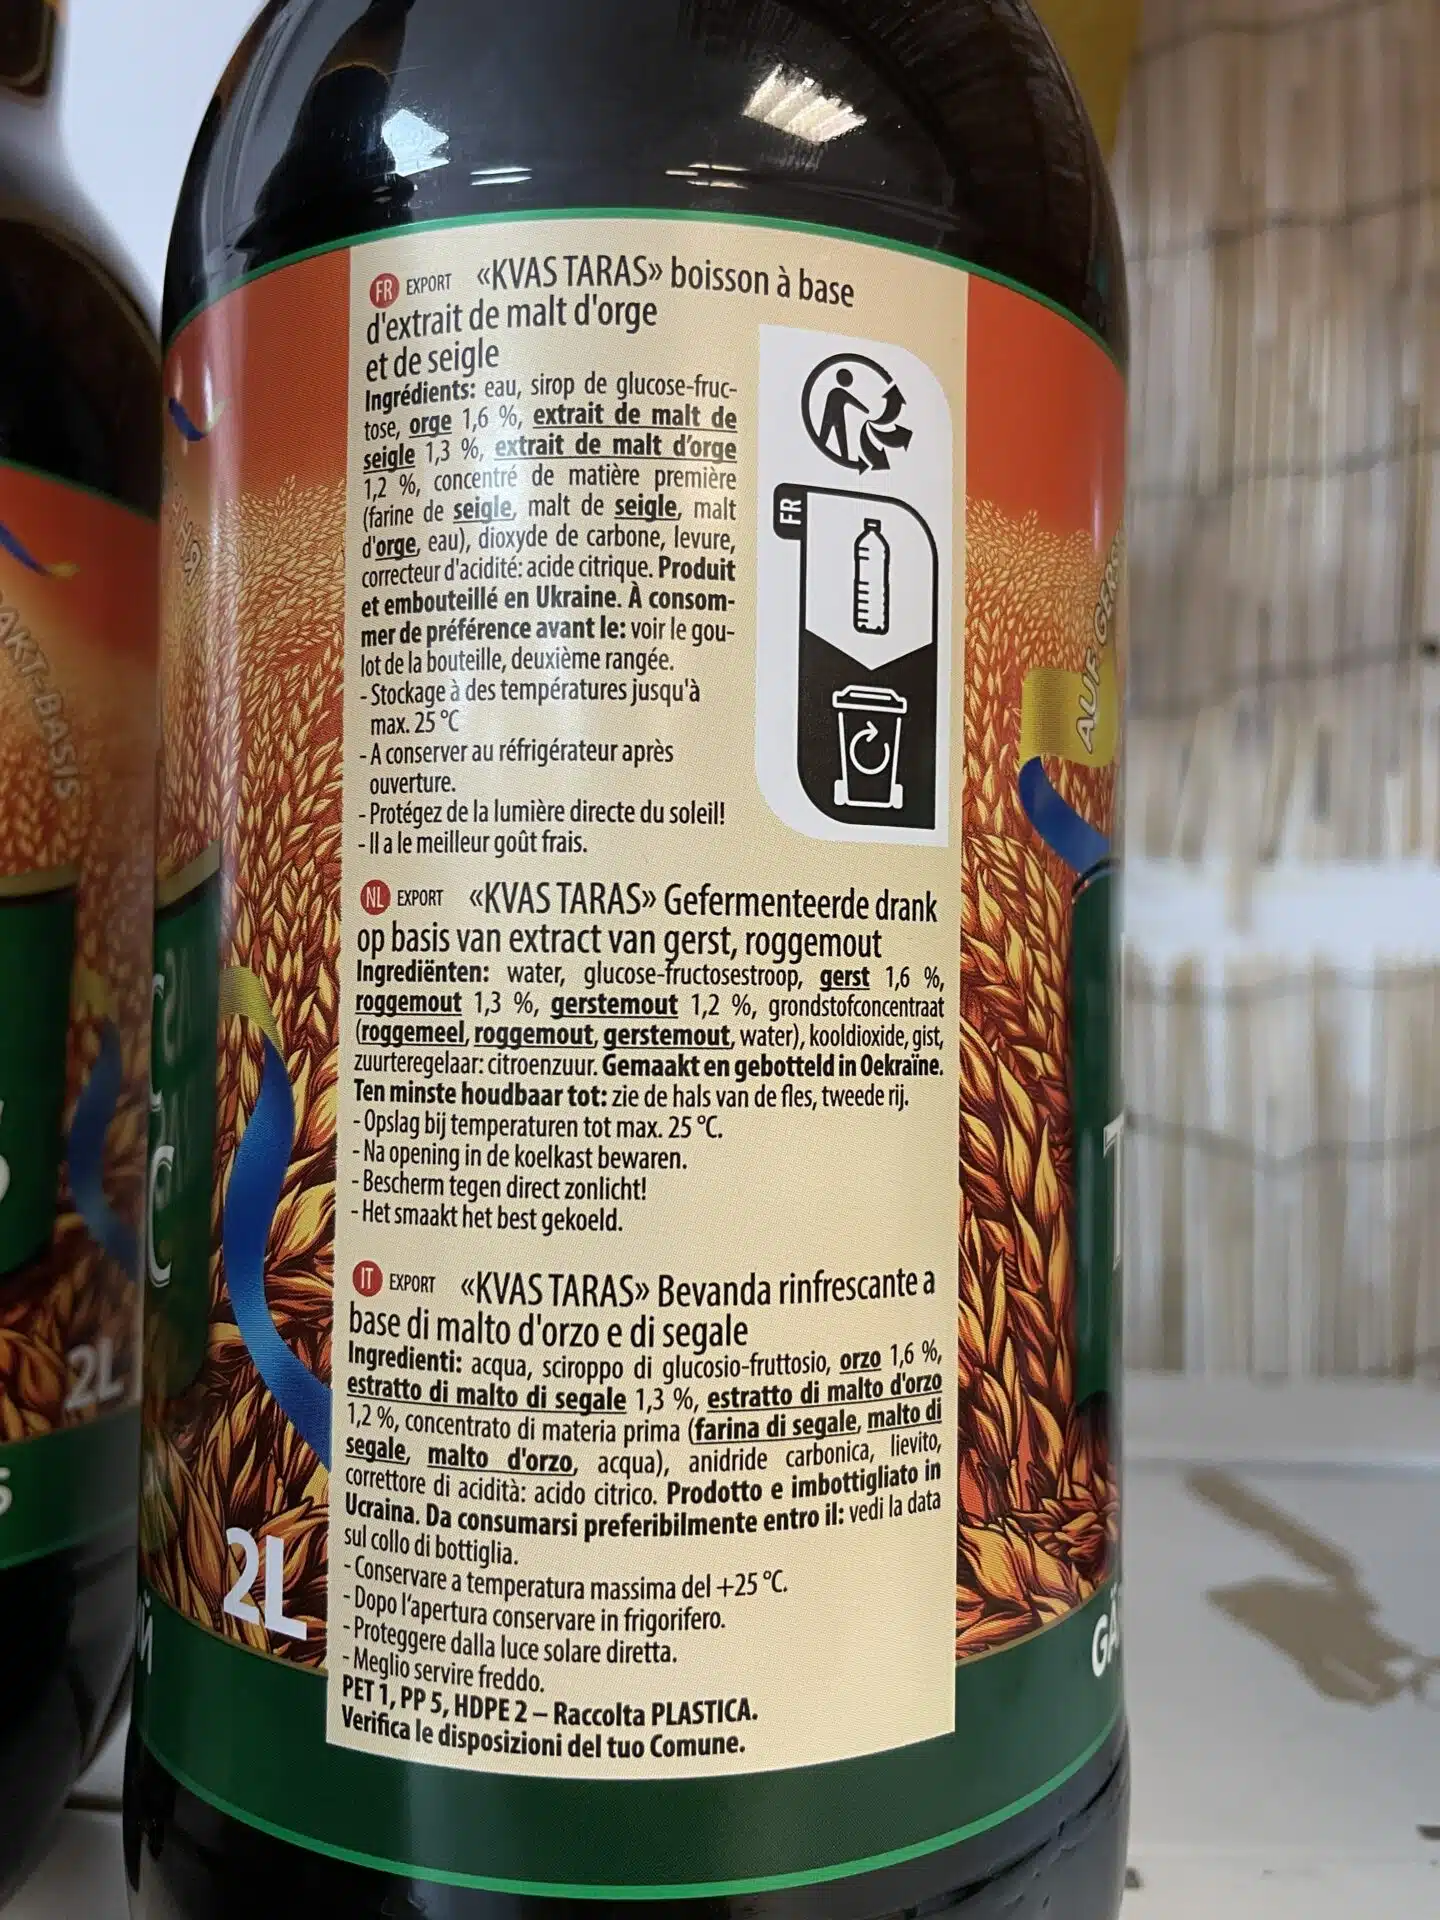 FR EXPORT «KVAS TARAS» boisson à base
d'extrait de malt d'orge
et de seigle
Ingrédients: eau, sirop de glucose-fruc-
tose, orge 1,6 %, extrait de malt de
seigle 1,3 %, extrait de malt d'orge
1,2 %, concentré de matière première
(farine de seigle, malt de seigle, malt
d'orge, eau), dioxyde de carbone, levure,
correcteur d'acidité: acide citrique. Produit
et embouteillé en Ukraine. À consom-
mer de préférence avant le: voir le gou-
lot de la bouteille, deuxième rangée.
- Stockage à des températures jusqu'à
max. 25 °C
- A conserver au réfrigérateur après
ouverture.
- Protégez de la lumière directe du soleil!
- Il a le meilleur goût frais.
FR
NL EXPORT «KVAS TARAS» Gefermenteerde drank
op basis van extract van gerst, roggemout
Ingrediënten: water, glucose-fructosestroop, gerst 1,6 %,
roggemout 1,3 %, gerstemout 1,2 %, grondstofconcentraat
(roggemeel, roggemout, gerstemout, water), kooldioxide, gist,
zuurteregelaar: citroenzuur. Gemaakt en gebotteld in Oekraïne.
Ten minste houdbaar tot: zie de hals van de fles, tweede rij.
- Opslag bij temperaturen tot max. 25 °C.
- Na opening in de koelkast bewaren.
- Bescherm tegen direct zonlicht!
- Het smaakt het best gekoeld.
IT EXPORT «KVAS TARAS» Bevanda rinfrescante a
base di malto d'orzo e di segale
Ingredienti: acqua, sciroppo di glucosio-fruttosio, orzo 1,6 %,
estratto di malto di segale 1,3 %, estratto di malto d'orzo
1,2 %, concentrato di materia prima (farina di segale, malto di
segale, malto d'orzo, acqua), anidride carbonica, lievito,
correttore di acidità: acido citrico. Prodotto e imbottigliato in
Ucraina. Da consumarsi preferibilmente entro il: vedi la data
sul collo di bottiglia.
- Conservare a temperatura massima del +25 °C.
- Dopo l'apertura conservare in frigorifero.
- Proteggere dalla luce solare diretta.
- Meglio servire freddo.
PET 1, PP 5, HDPE 2 – Raccolta PLASTICA.
Verifica le disposizioni del tuo Comune.
2L
AUF
2L
AKT-BASIS